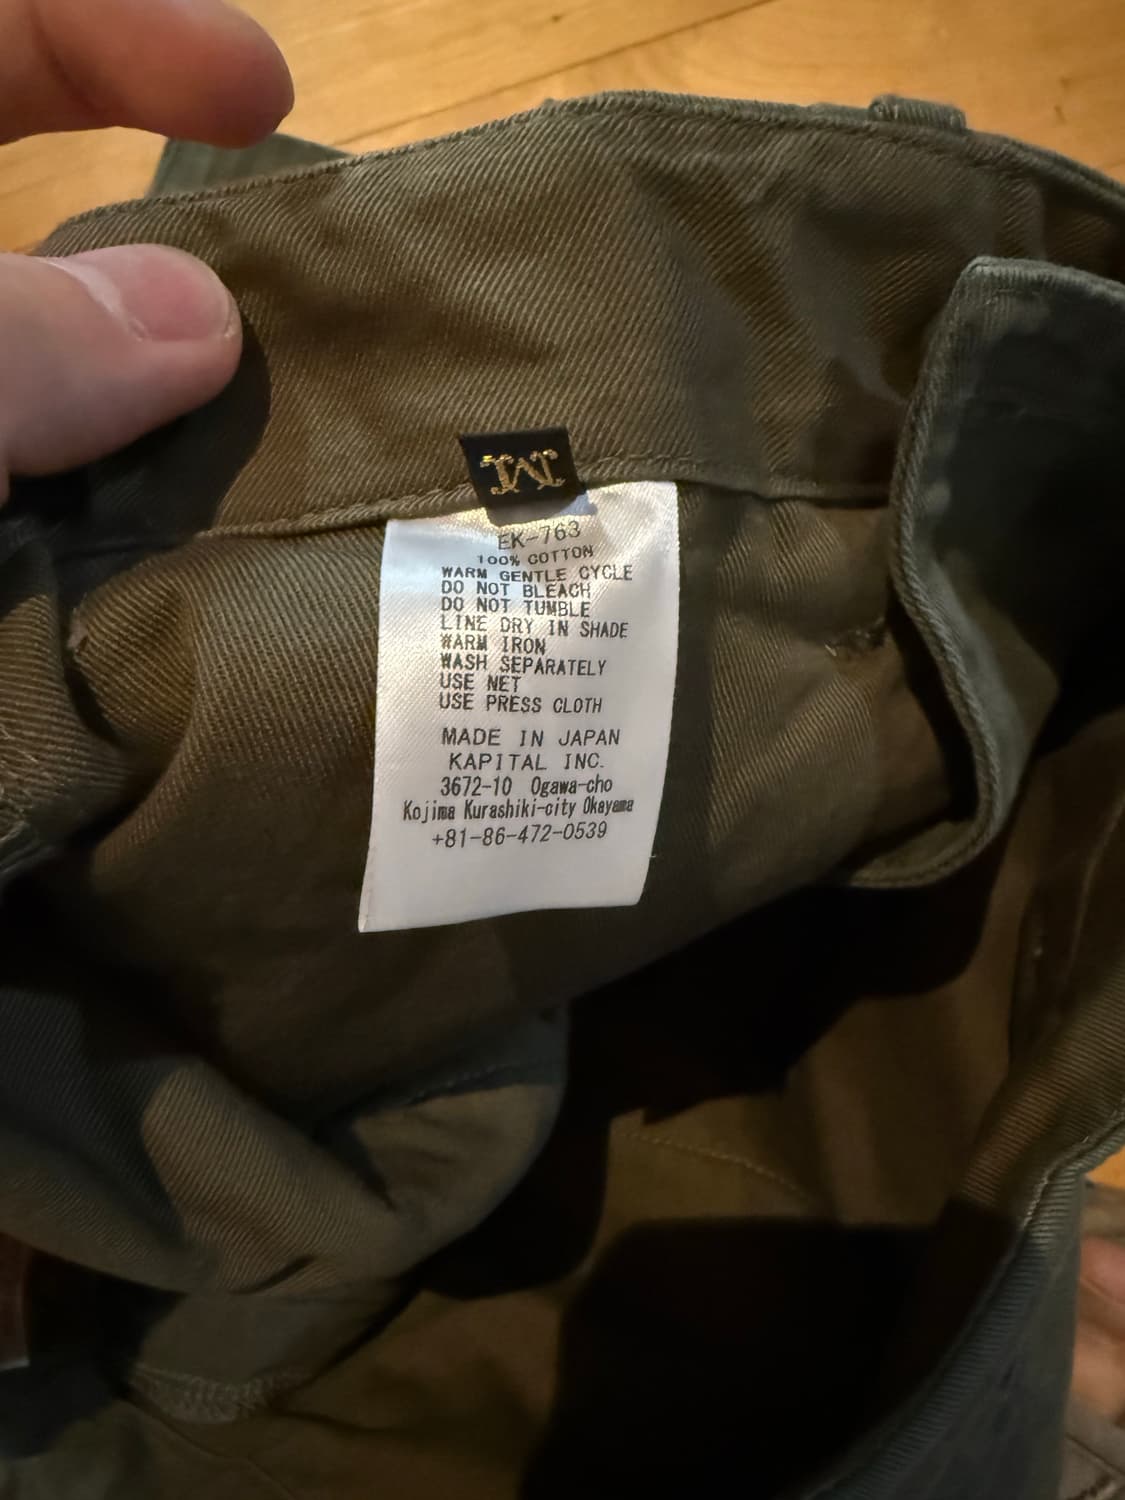 M
EK-763
100% COTTON
WARM GENTLE CYCLE
DO NOT BLEACH
DO NOT TUMBLE
LINE DRY IN SHADE
WARM IRON
WASH SEPARATELY
USE NET
USE PRESS CLOTH
MADE IN JAPAN
KAPITAL INC.
3672-10 Ogawa-cho
Kojima Kurashiki-city Okayama
+81-86-472-0539